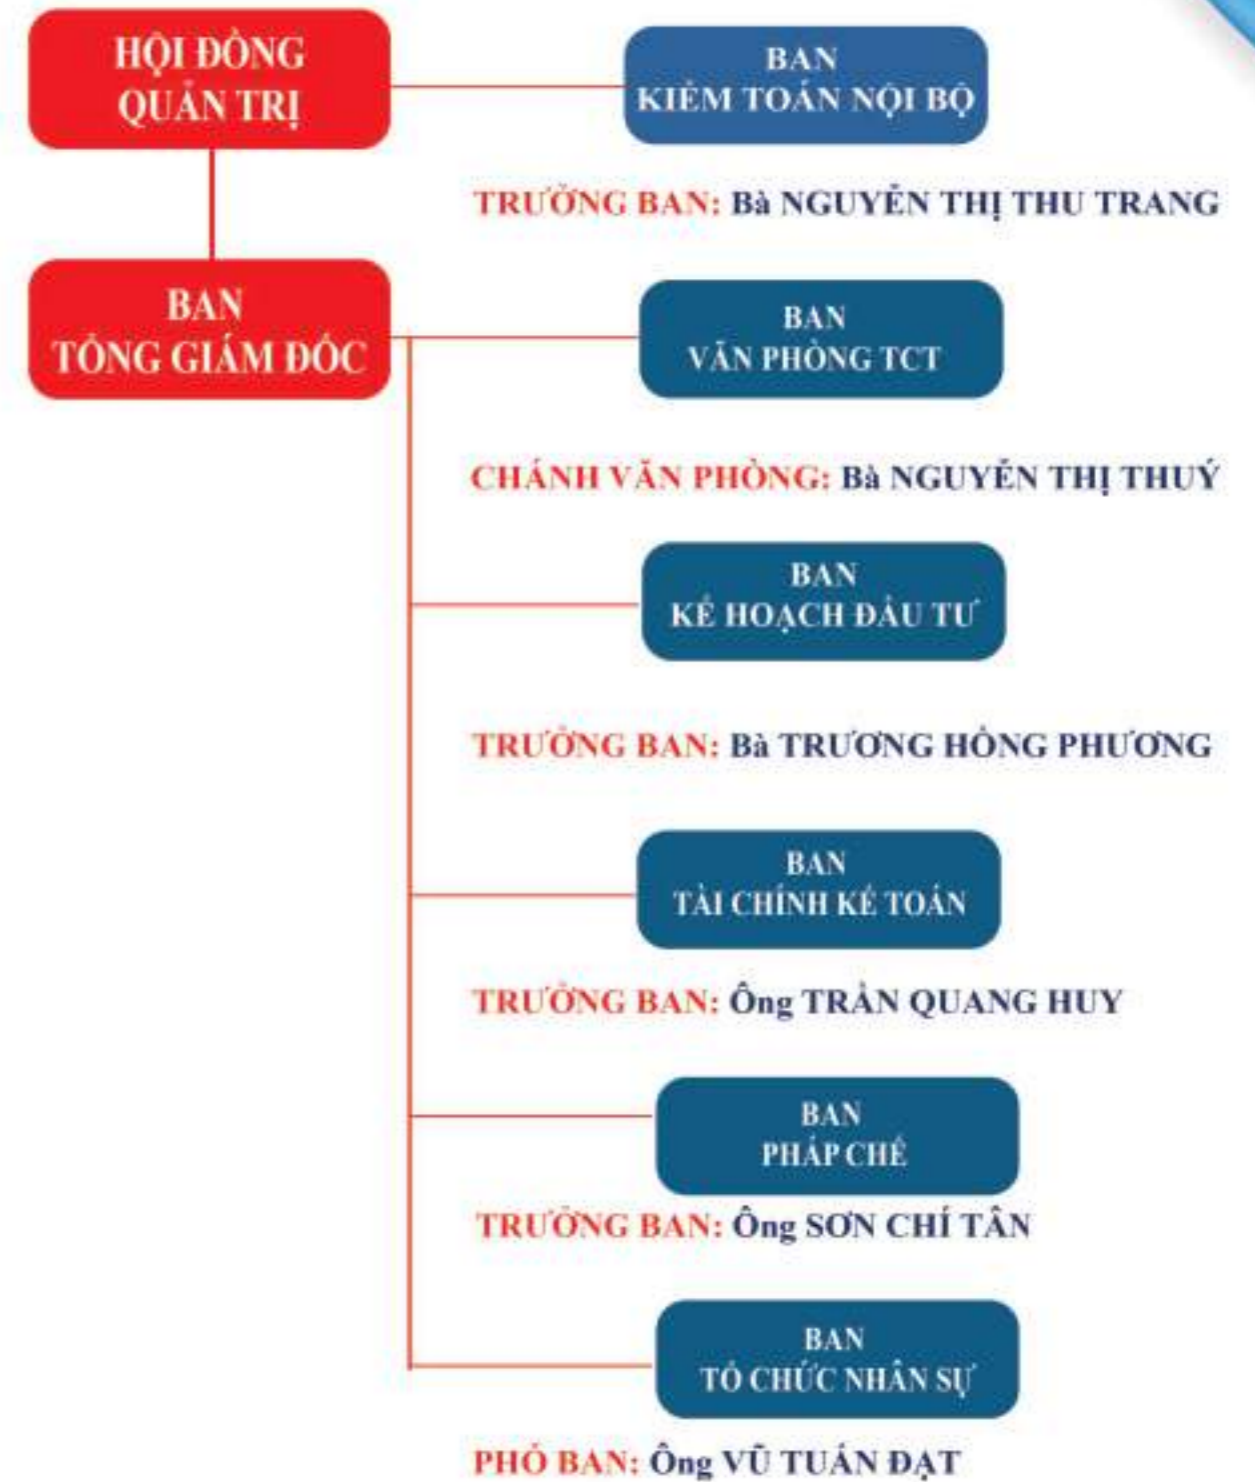 HỘI ĐỒNG
QUẢN TRỊ
BAN
KIỂM TOÁN NỘI BỘ
TRƯỞNG BAN: Bà NGUYỄN THỊ THU TRANG
BAN
TỔNG GIÁM ĐỐC
BAN
VĂN PHÒNG TCT
CHÁNH VĂN PHÒNG: Bà NGUYỄN THỊ THUÝ
BAN
KẾ HOẠCH ĐẦU TƯ
TRƯỞNG BAN: Bà TRƯƠNG HỒNG PHƯƠNG
BAN
TÀI CHÍNH KẾ TOÁN
TRƯỞNG BAN: Ông TRẦN QUANG HUY
BAN
PHÁP CHẾ
TRƯỞNG BAN: Ông SƠN CHÍ TÂN
BAN
TỔ CHỨC NHÂN SỰ
PHÓ BAN: Ông VŨ TUẤN ĐẠT